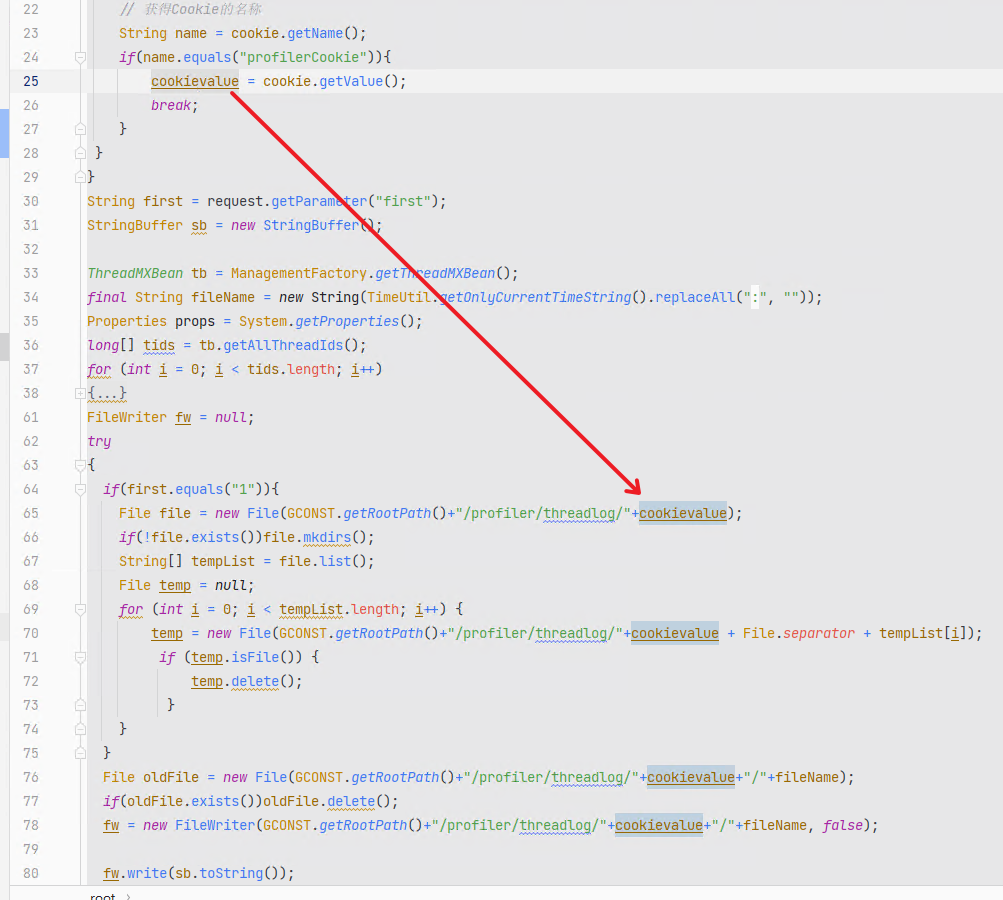 22 // 获得Cookie的名称
23 String name = cookie.getName();
24 if(name.equals("profilerCookie")){
25 cookievalue = cookie.getValue();
26 break;
27 }
28 }
29 }
30 String first = request.getParameter("first");
31 StringBuffer sb = new StringBuffer();
32
33 ThreadMXBean tb = ManagementFactory.getThreadMXBean();
34 final String fileName = new String(TimeUtil.getOnlyCurrentTimeString().replaceAll(":", ""));
35 Properties props = System.getProperties();
36 long[] tids = tb.getAllThreadIds();
37 for (int i = 0; i < tids.length; i++)
38 {...}
61 FileWriter fw = null;
62 try
63 {
64 if(first.equals("1")){
65 File file = new File(GCONST.getRootPath()+"/profiler/threadlog/"+cookievalue);
66 if(!file.exists())file.mkdirs();
67 String[] tempList = file.list();
68 File temp = null;
69 for (int i = 0; i < tempList.length; i++) {
70 temp = new File(GCONST.getRootPath()+"/profiler/threadlog/"+cookievalue + File.separator + tempList[i]);
71 if (temp.isFile()) {
72 temp.delete();
73 }
74 }
75 }
76 File oldFile = new File(GCONST.getRootPath()+"/profiler/threadlog/"+cookievalue+"/"+fileName);
77 if(oldFile.exists())oldFile.delete();
78 fw = new FileWriter(GCONST.getRootPath()+"/profiler/threadlog/"+cookievalue+"/"+fileName, false);
79
80 fw.write(sb.toString());
root